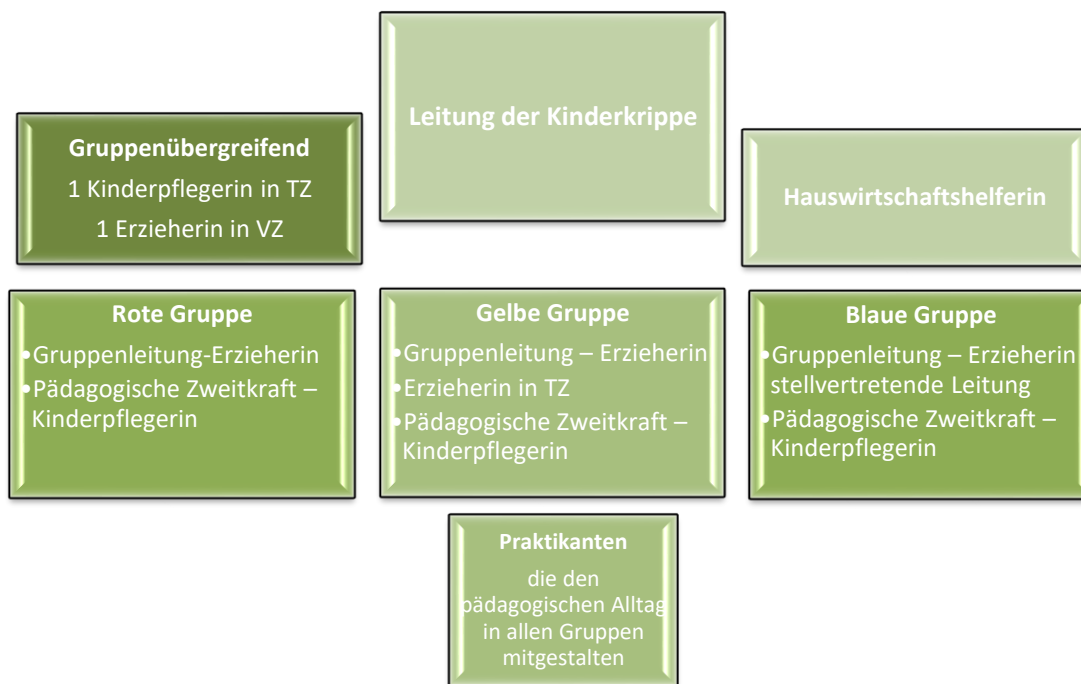 Leitung der Kinderkrippe
Gruppenübergreifend
1 Kinderpflegerin in TZ
1 Erzieherin in VZ
Hauswirtschaftshelferin
Rote Gruppe
•Gruppenleitung-Erzieherin
•Pädagogische Zweitkraft –
Kinderpflegerin
Gelbe Gruppe
•Gruppenleitung – Erzieherin
•Erzieherin in TZ
•Pädagogische Zweitkraft –
Kinderpflegerin
Blaue Gruppe
•Gruppenleitung – Erzieherin
stellvertretende Leitung
•Pädagogische Zweitkraft –
Kinderpflegerin
Praktikanten
die den
pädagogischen Alltag
in allen Gruppen
mitgestalten